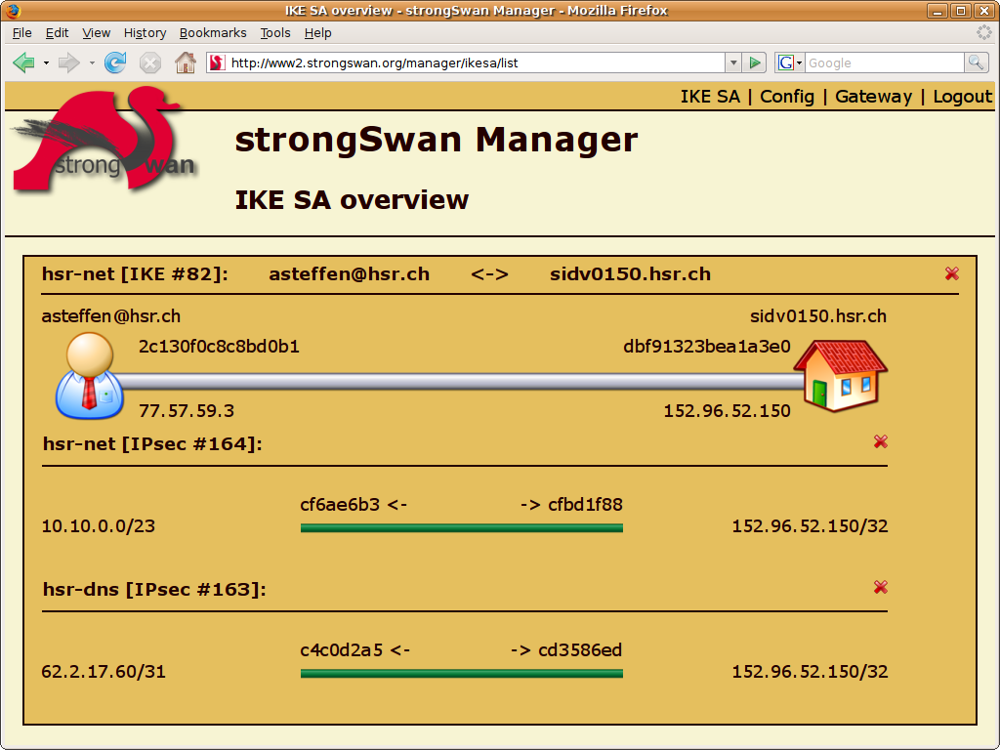 IKE SA overview - strongSwan Manager - Mozilla Firefox
File Edit View History Bookmarks Tools Help
http://www2.strongswan.org/manager/ikesa/list
G Google
IKE SA | Config | Gateway | Logout
strongSwan
strongSwan Manager
IKE SA overview
hsr-net [IKE #82]: asteffen@hsr.ch <-> sidv0150.hsr.ch
asteffen@hsr.ch sidv0150.hsr.ch
2c130f0c8c8bd0b1 dbf91323bea1a3e0
77.57.59.3 152.96.52.150
hsr-net [IPsec #164]:
cf6ae6b3 <- -> cfbd1f88
10.10.0.0/23 152.96.52.150/32
hsr-dns [IPsec #163]:
c4c0d2a5 <- -> cd3586ed
62.2.17.60/31 152.96.52.150/32